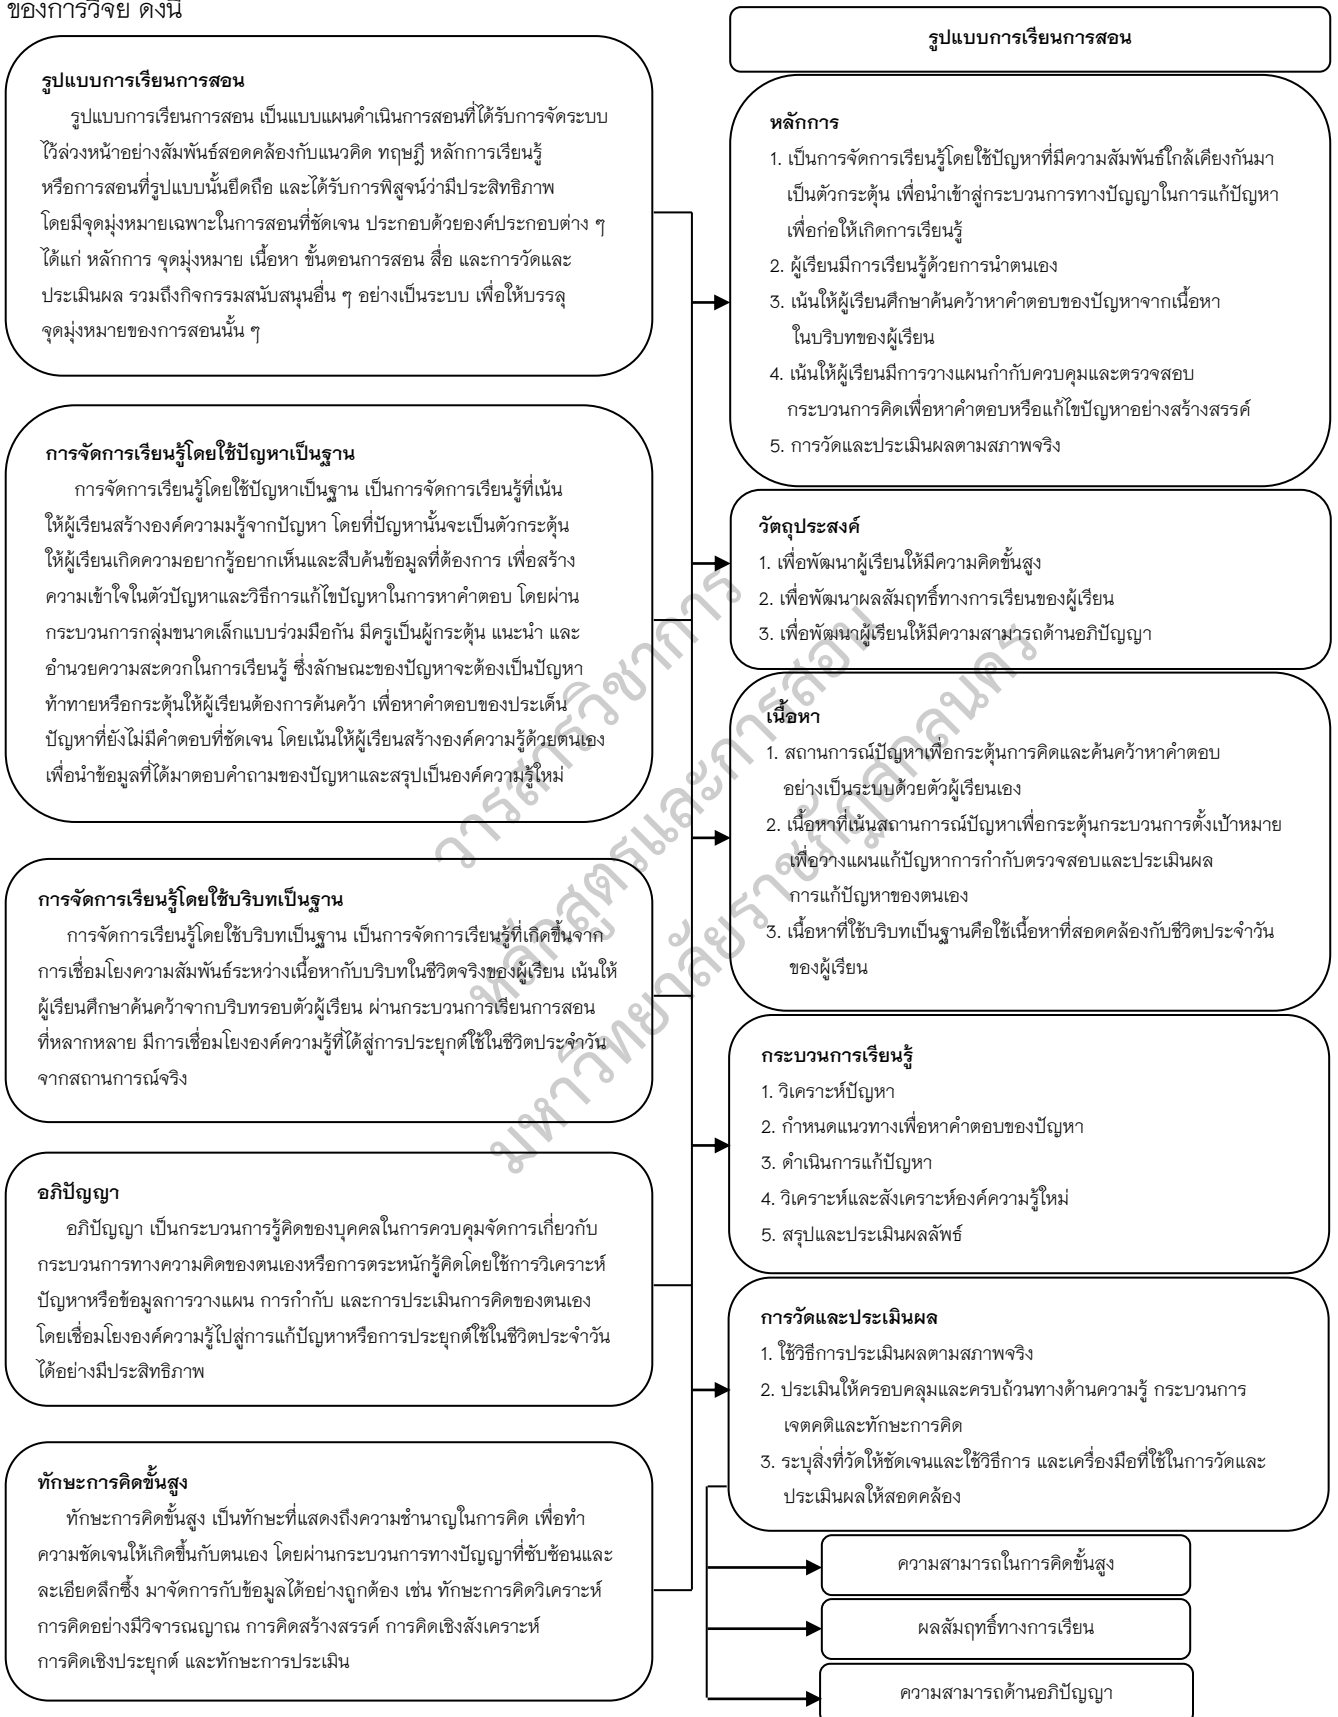 ของการวิจัย ดังนี้
รูปแบบการเรียนการสอน
รูปแบบการเรียนการสอน เป็นแบบแผนดำเนินการสอนที่ได้รับการจัดระบบ
ไว้ล่วงหน้าอย่างสัมพันธ์สอดคล้องกับแนวคิด ทฤษฎี หลักการเรียนรู้
หรือการสอนที่รูปแบบนั้นยึดถือ และได้รับการพิสูจน์ว่ามีประสิทธิภาพ
โดยมีจุดมุ่งหมายเฉพาะในการสอนที่ชัดเจน ประกอบด้วยองค์ประกอบต่าง ๆ
ได้แก่ หลักการ จุดมุ่งหมาย เนื้อหา ขั้นตอนการสอน สื่อ และการวัดและ
ประเมินผล รวมถึงกิจกรรมสนับสนุนอื่น ๆ อย่างเป็นระบบ เพื่อให้บรรลุ
จุดมุ่งหมายของการสอนนั้น ๆ
การจัดการเรียนรู้โดยใช้ปัญหาเป็นฐาน
การจัดการเรียนรู้โดยใช้ปัญหาเป็นฐาน เป็นการจัดการเรียนรู้ที่เน้น
ให้ผู้เรียนสร้างองค์ความมรู้จากปัญหา โดยที่ปัญหานั้นจะเป็นตัวกระตุ้น
ให้ผู้เรียนเกิดความอยากรู้อยากเห็นและสืบค้นข้อมูลที่ต้องการ เพื่อสร้าง
ความเข้าใจในตัวปัญหาและวิธีการแก้ไขปัญหาในการหาคำตอบ โดยผ่าน
กระบวนการกลุ่มขนาดเล็กแบบร่วมมือกัน มีครูเป็นผู้กระตุ้น แนะนำ และ
อำนวยความสะดวกในการเรียนรู้ ซึ่งลักษณะของปัญหาจะต้องเป็นปัญหา
ท้าทายหรือกระตุ้นให้ผู้เรียนต้องการค้นคว้า เพื่อหาคำตอบของประเด็น
ปัญหาที่ยังไม่มีคำตอบที่ชัดเจน โดยเน้นให้ผู้เรียนสร้างองค์ความรู้ด้วยตนเอง
เพื่อนำข้อมูลที่ได้มาตอบคำถามของปัญหาและสรุปเป็นองค์ความรู้ใหม่
การจัดการเรียนรู้โดยใช้บริบทเป็นฐาน
การจัดการเรียนรู้โดยใช้บริบทเป็นฐาน เป็นการจัดการเรียนรู้ที่เกิดขึ้นจาก
การเชื่อมโยงความสัมพันธ์ระหว่างเนื้อหากับบริบทในชีวิตจริงของผู้เรียน เน้นให้
ผู้เรียนศึกษาค้นคว้าจากบริบทรอบตัวผู้เรียน ผ่านกระบวนการเรียนการสอน
ที่หลากหลาย มีการเชื่อมโยงองค์ความรู้ที่ได้สู่การประยุกต์ใช้ในชีวิตประจำวัน
จากสถานการณ์จริง
อภิปัญญา
อภิปัญญา เป็นกระบวนการรู้คิดของบุคคลในการควบคุมจัดการเกี่ยวกับ
กระบวนการทางความคิดของตนเองหรือการตระหนักรู้คิดโดยใช้การวิเคราะห์
ปัญหาหรือข้อมูลการวางแผน การกำกับ และการประเมินการคิดของตนเอง
โดยเชื่อมโยงองค์ความรู้ไปสู่การแก้ปัญหาหรือการประยุกต์ใช้ในชีวิตประจำวัน
ได้อย่างมีประสิทธิภาพ
ทักษะการคิดขั้นสูง
ทักษะการคิดขั้นสูง เป็นทักษะที่แสดงถึงความชำนาญในการคิด เพื่อทำ
ความชัดเจนให้เกิดขึ้นกับตนเอง โดยผ่านกระบวนการทางปัญญาที่ซับซ้อนและ
ละเอียดลึกซึ้ง มาจัดการกับข้อมูลได้อย่างถูกต้อง เช่น ทักษะการคิดวิเคราะห์
การคิดอย่างมีวิจารณญาณ การคิดสร้างสรรค์ การคิดเชิงสังเคราะห์
การคิดเชิงประยุกต์ และทักษะการประเมิน
รูปแบบการเรียนการสอน
หลักการ
1. เป็นการจัดการเรียนรู้โดยใช้ปัญหาที่มีความสัมพันธ์ใกล้เคียงกันมา
เป็นตัวกระตุ้น เพื่อนำเข้าสู่กระบวนการทางปัญญาในการแก้ปัญหา
เพื่อก่อให้เกิดการเรียนรู้
2. ผู้เรียนมีการเรียนรู้ด้วยการนำตนเอง
3. เน้นให้ผู้เรียนศึกษาค้นคว้าหาคำตอบของปัญหาจากเนื้อหา
ในบริบทของผู้เรียน
4. เน้นให้ผู้เรียนมีการวางแผนกำกับควบคุมและตรวจสอบ
กระบวนการคิดเพื่อหาคำตอบหรือแก้ไขปัญหาอย่างสร้างสรรค์
5. การวัดและประเมินผลตามสภาพจริง
วัตถุประสงค์
1. เพื่อพัฒนาผู้เรียนให้มีความคิดขั้นสูง
2. เพื่อพัฒนาผลสัมฤทธิ์ทางการเรียนของผู้เรียน
3. เพื่อพัฒนาผู้เรียนให้มีความสามารถด้านอภิปัญญา
เนื้อหา
1. สถานการณ์ปัญหาเพื่อกระตุ้นการคิดและค้นคว้าหาคำตอบ
อย่างเป็นระบบด้วยตัวผู้เรียนเอง
2. เนื้อหาที่เน้นสถานการณ์ปัญหาเพื่อกระตุ้นกระบวนการตั้งเป้าหมาย
เพื่อวางแผนแก้ปัญหาการกำกับตรวจสอบและประเมินผล
การแก้ปัญหาของตนเอง
3. เนื้อหาที่ใช้บริบทเป็นฐานคือใช้เนื้อหาที่สอดคล้องกับชีวิตประจำวัน
ของผู้เรียน
กระบวนการเรียนรู้
1. วิเคราะห์ปัญหา
2. กำหนดแนวทางเพื่อหาคำตอบของปัญหา
3. ดำเนินการแก้ปัญหา
4. วิเคราะห์และสังเคราะห์องค์ความรู้ใหม่
5. สรุปและประเมินผลลัพธ์
การวัดและประเมินผล
1. ใช้วิธีการประเมินผลตามสภาพจริง
2. ประเมินให้ครอบคลุมและครบถ้วนทางด้านความรู้ กระบวนการ
เจตคติและทักษะการคิด
3. ระบุสิ่งที่วัดให้ชัดเจนและใช้วิธีการ และเครื่องมือที่ใช้ในการวัดและ
ประเมินผลให้สอดคล้อง
ความสามารถในการคิดขั้นสูง
ผลสัมฤทธิ์ทางการเรียน
ความสามารถด้านอภิปัญญา
วารสารวิชาการ
หลักสูตรและการสอน
มหาวิทยาลัยราชภัฏสกลนคร